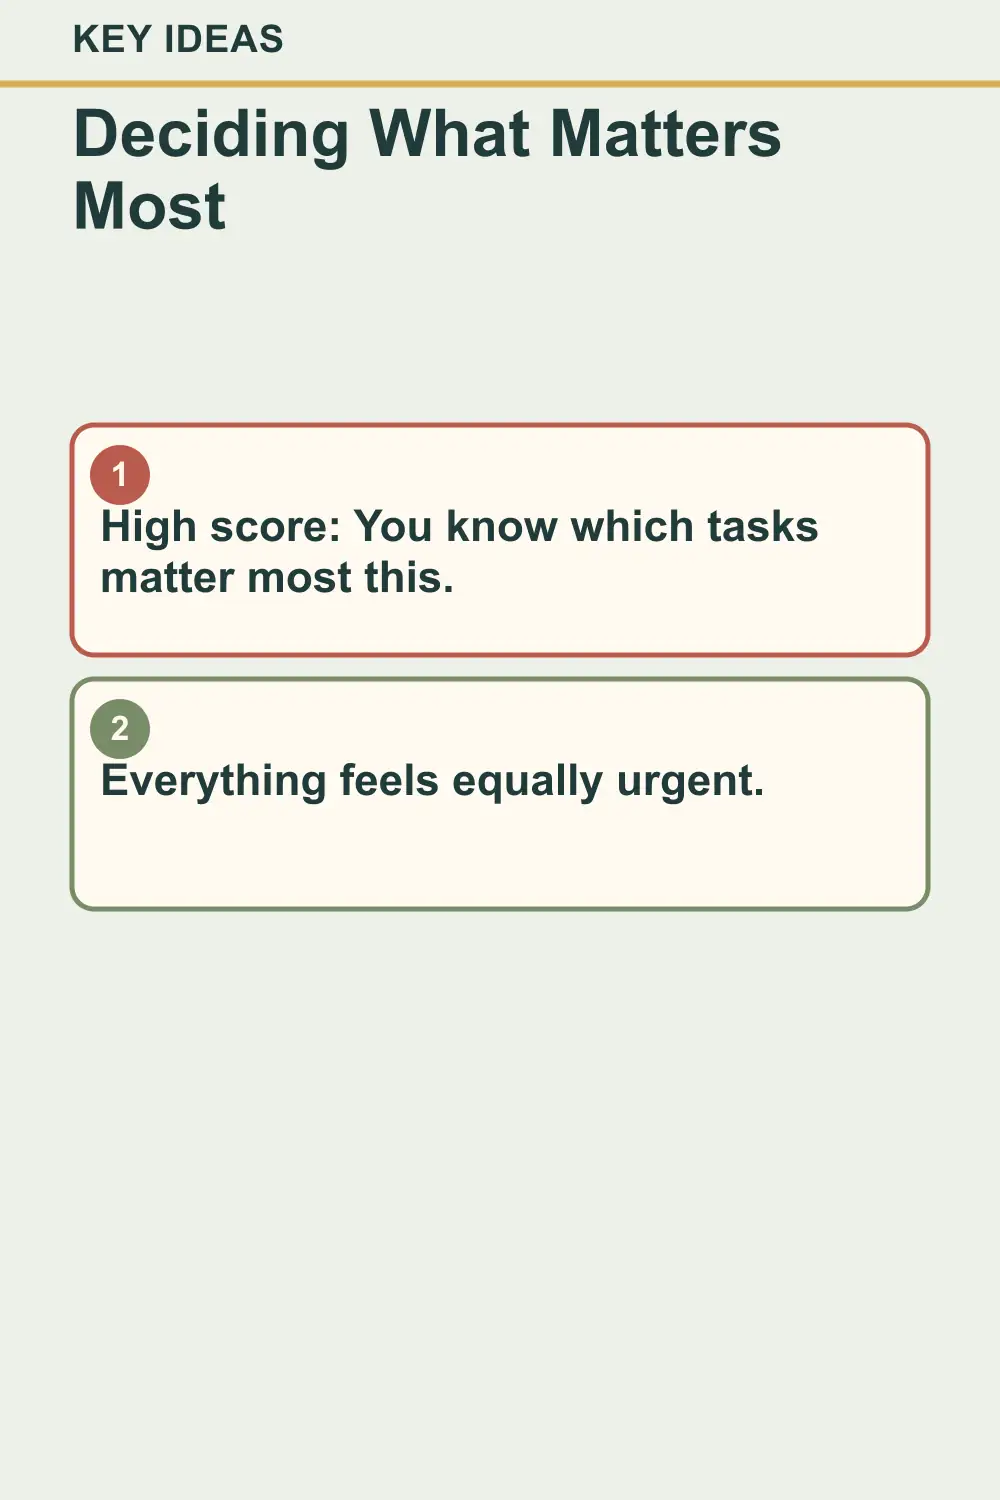 KEY IDEAS
Deciding What Matters
Most
1
High score: You know which tasks
matter most this.
2
Everything feels equally urgent.